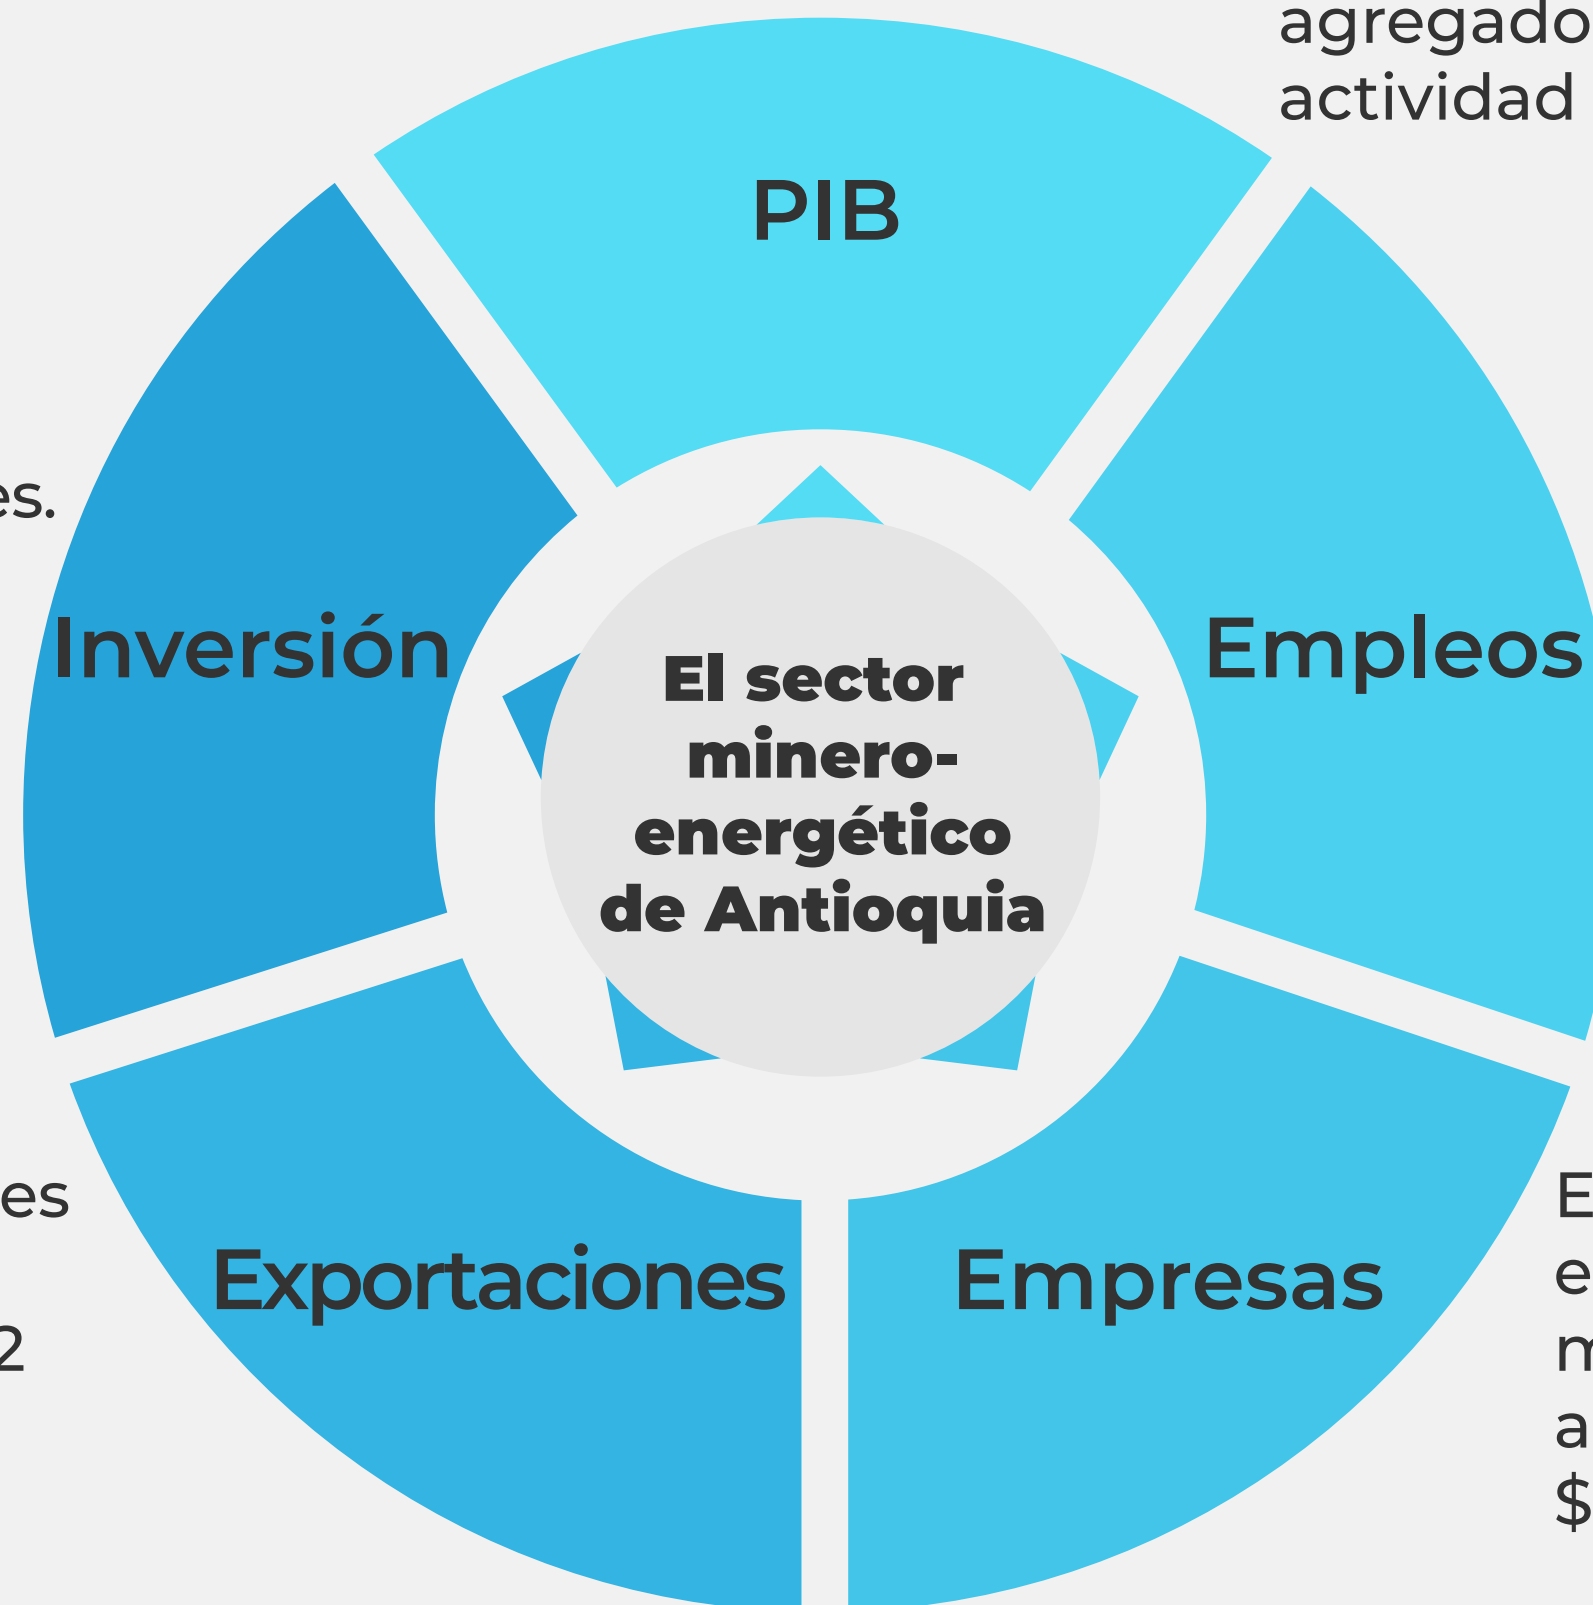 agregado
actividad
PIB
es.
Inversión
Empleos
El sector
minero-
energético
de Antioquia
es
2
Exportaciones
Empresas
E
e
a
$